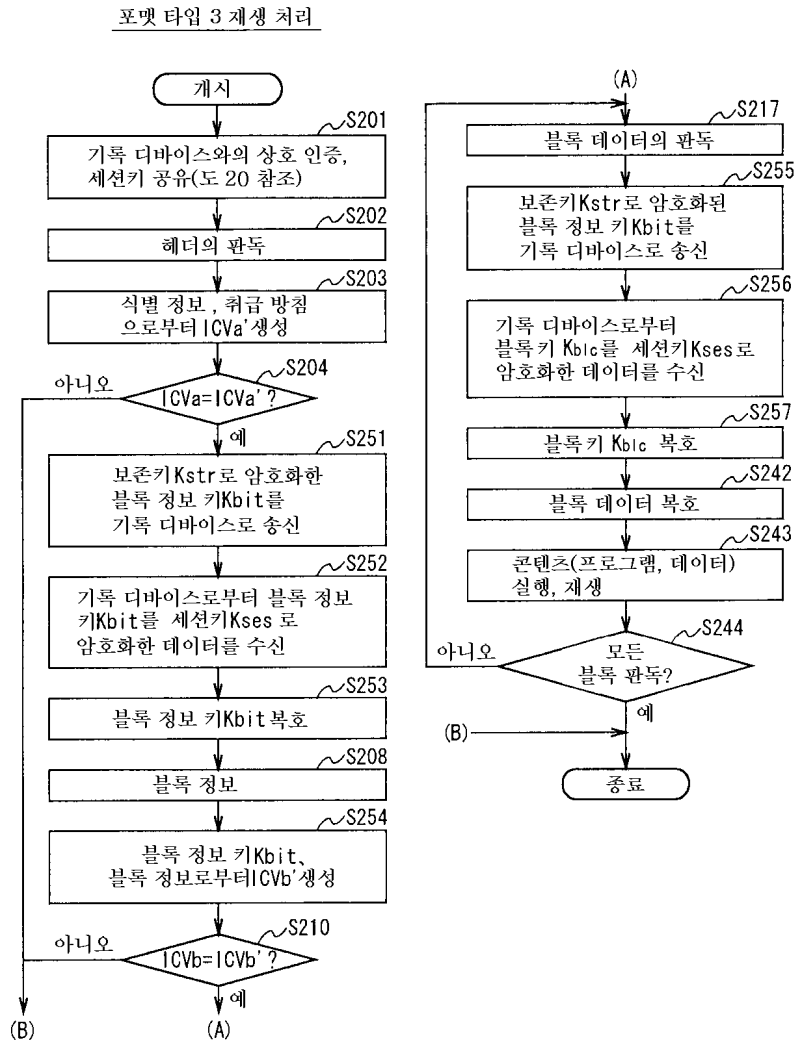 포맷 타입 3 재생 처리
개시
S201
기록 디바이스와의 상호 인증,
세션키 공유(도 20 참조)
S202
헤더의 판독
S203
식별 정보, 취급 방침
으로부터ICVa'생성
S204
ICVa=ICVa'?
아니오
예
S251
보존키Kstr로 암호화한
블록 정보 키Kbit를
기록 디바이스로 송신
S252
기록 디바이스로부터 블록 정보
키Kbit를 세션키Kses 로
암호화한 데이터를 수신
S253
블록 정보 키Kbit복호
S208
블록 정보
S254
블록 정보 키Kbit、
블록 정보로부터ICVb'생성
S210
ICVb=ICVb'?
아니오
예
(B)
(A)
(A)
S217
블록 데이터의 판독
S255
보존키Kstr로 암호화된
블록 정보 키Kbit를
기록 디바이스로 송신
S256
기록 디바이스로부터
블록키 Kblc를 세션키Kses로
암호화한 데이터를 수신
S257
블록키 Kblc 복호
S242
블록 데이터 복호
S243
콘텐츠(프로그램, 데이터)
실행, 재생
S244
모든
블록 판독?
아니오
예
(B)
종료